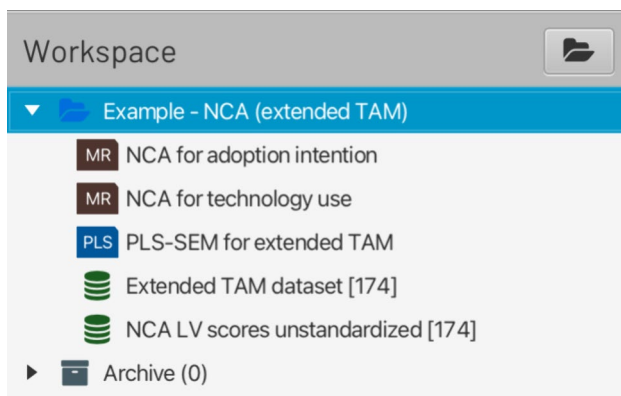 Workspace
Example - NCA (extended TAM)
MR NCA for adoption intention
MR NCA for technology use
PLS PLS-SEM for extended TAM
Extended TAM dataset [174]
NCA LV scores unstandardized [174]
Archive (0)